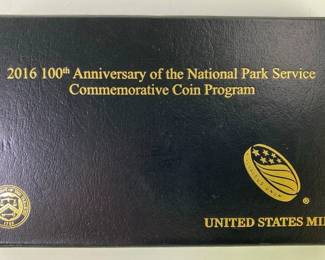 2016 100th Anniversary of the National Park Service
Commemorative Coin Program
®
UNITED STATES MI